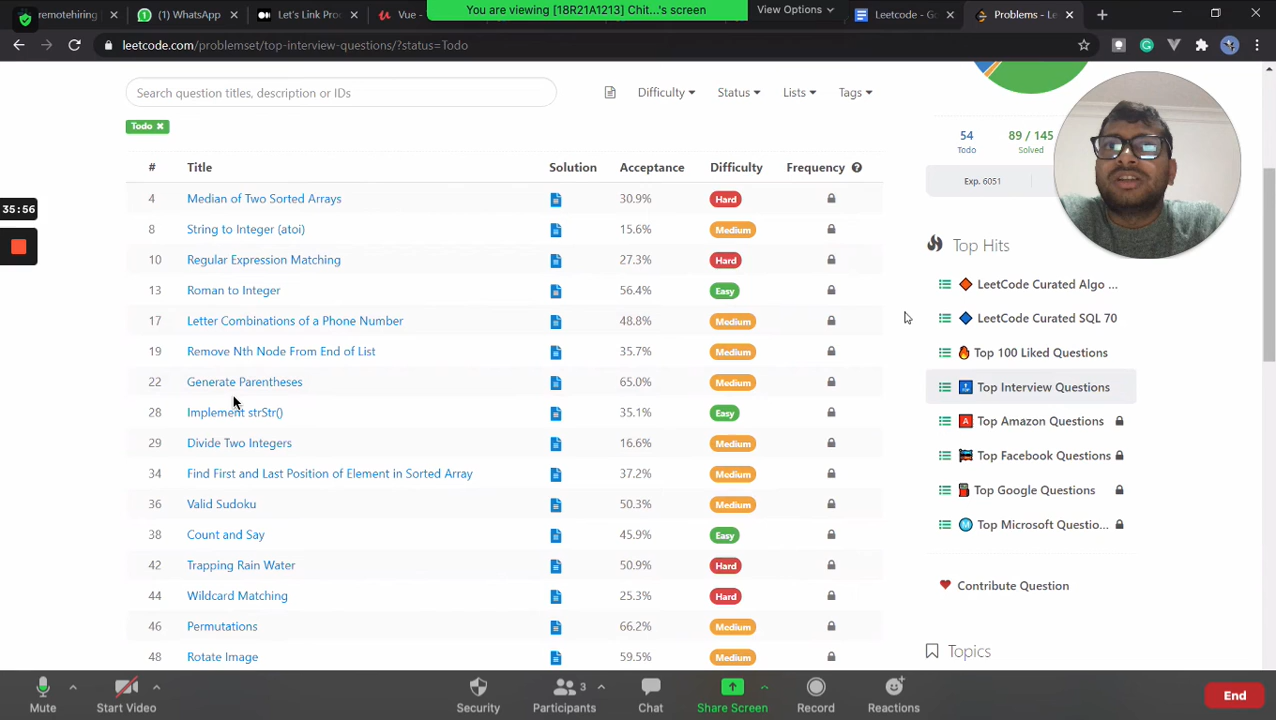 remotehiring
WhatsApp
Let's Link Pro
Vue -
You are viewing [18R21A1213] Chit...'s screen
View Options
Leetcode - Go
Problems - Le
leetcode.com/problemset/top-interview-questions/?status=Todo
Search question titles, description or IDs
Difficulty
Status
Lists
Tags
Todo
54
Todo
89 / 145
Solved
Exp. 6051
# Title Solution Acceptance Difficulty Frequency
4 Median of Two Sorted Arrays 30.9% Hard
8 String to Integer (atoi) 15.6% Medium
10 Regular Expression Matching 27.3% Hard
13 Roman to Integer 56.4% Easy
17 Letter Combinations of a Phone Number 48.8% Medium
19 Remove Nth Node From End of List 35.7% Medium
22 Generate Parentheses 65.0% Medium
28 Implement strStr() 35.1% Easy
29 Divide Two Integers 16.6% Medium
34 Find First and Last Position of Element in Sorted Array 37.2% Medium
36 Valid Sudoku 50.3% Medium
38 Count and Say 45.9% Easy
42 Trapping Rain Water 50.9% Hard
44 Wildcard Matching 25.3% Hard
46 Permutations 66.2% Medium
48 Rotate Image 59.5% Medium
35:56
Top Hits
LeetCode Curated Algo ...
LeetCode Curated SQL 70
Top 100 Liked Questions
Top Interview Questions
Top Amazon Questions
Top Facebook Questions
Top Google Questions
Top Microsoft Questio...
Contribute Question
Topics
Mute
Start Video
Security
Participants
3
Chat
Share Screen
Record
Reactions
End